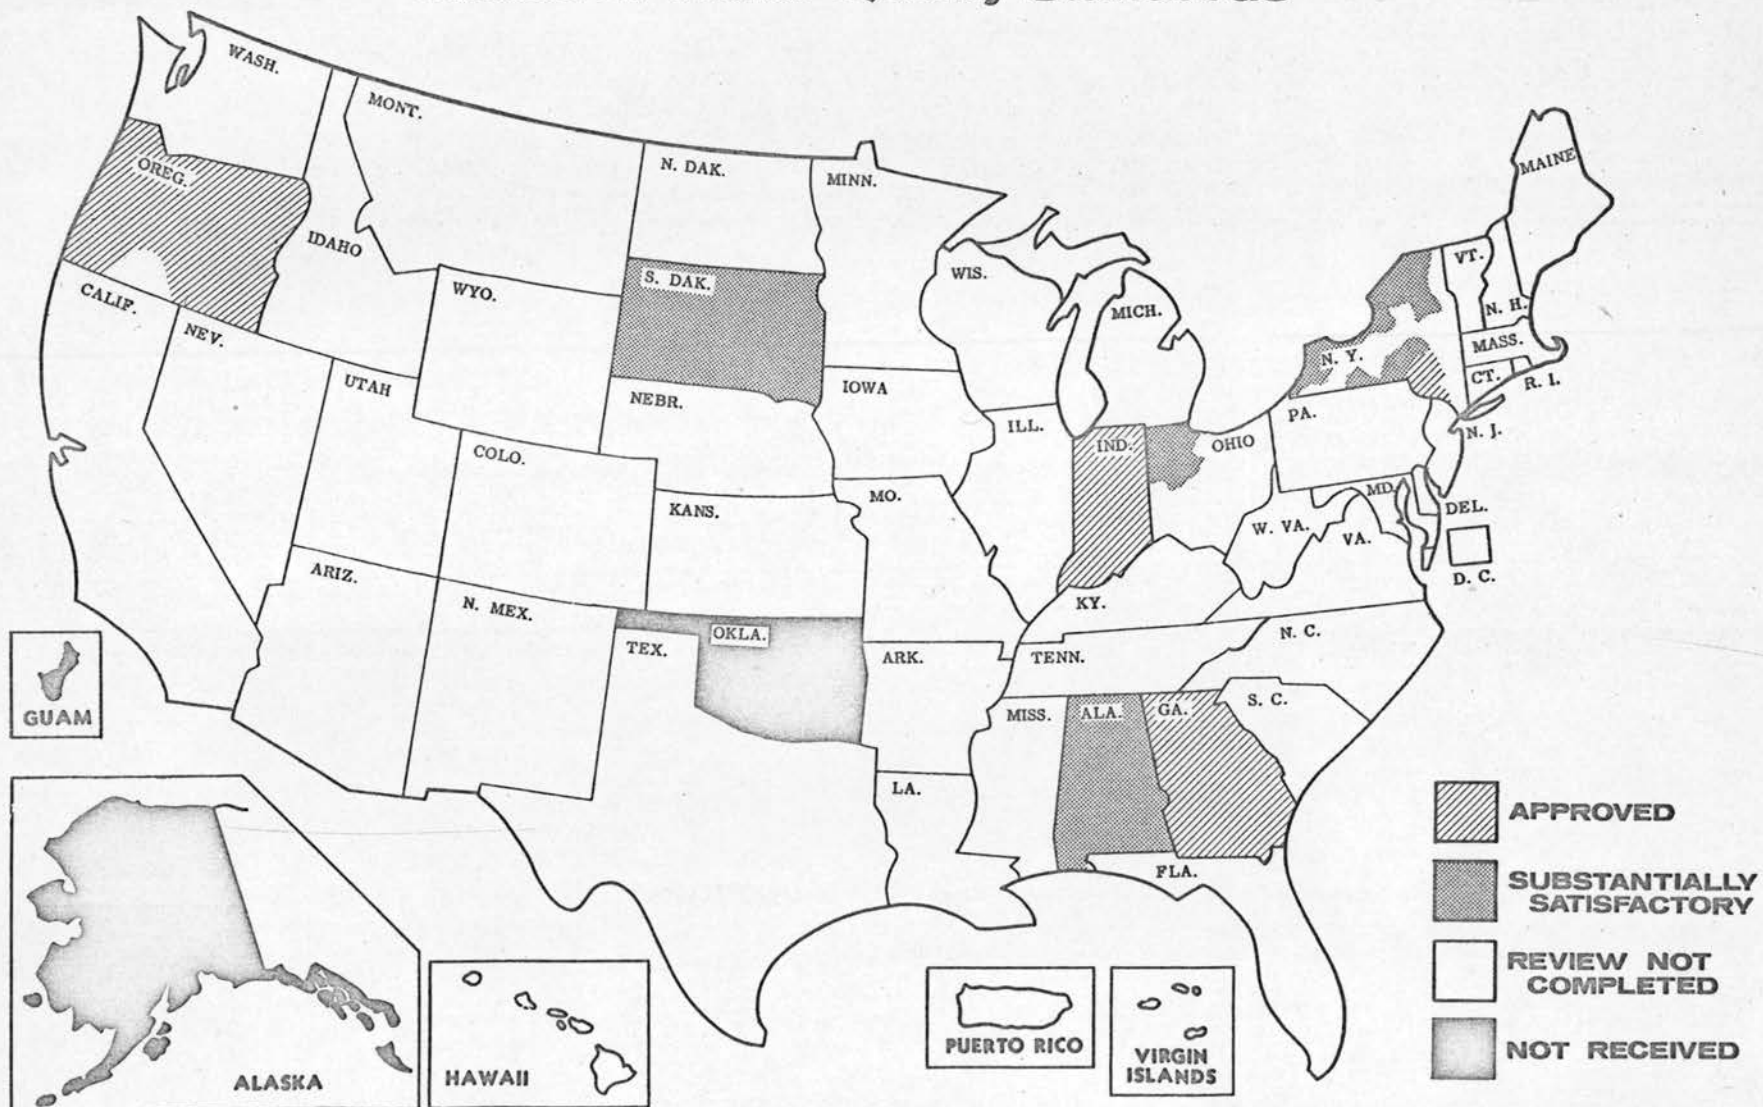 Standards
WASH.
MONT.
N. DAK.
MINN.
MAINE
OREG.
IDAHO
S. DAK.
WIS.
MICH.
VT.
N. H.
CALIF.
WYO.
NEV.
N. Y.
MASS.
UTAH
NEBR.
IOWA
CT.
R. I.
PA.
ILL.
IND.
OHIO
N. J.
COLO.
KANS.
MO.
MD.
DEL.
W. VA.
VA.
D. C.
ARIZ.
N. MEX.
KY.
OKLA.
TEX.
ARK.
TENN.
N. C.
GUAM
MISS.
ALA.
GA.
S. C.
LA.
FLA.
APPROVED
SUBSTANTIALLY
SATISFACTORY
REVIEW NOT
COMPLETED
NOT RECEIVED
ALASKA
HAWAII
PUERTO RICO
VIRGIN
ISLANDS